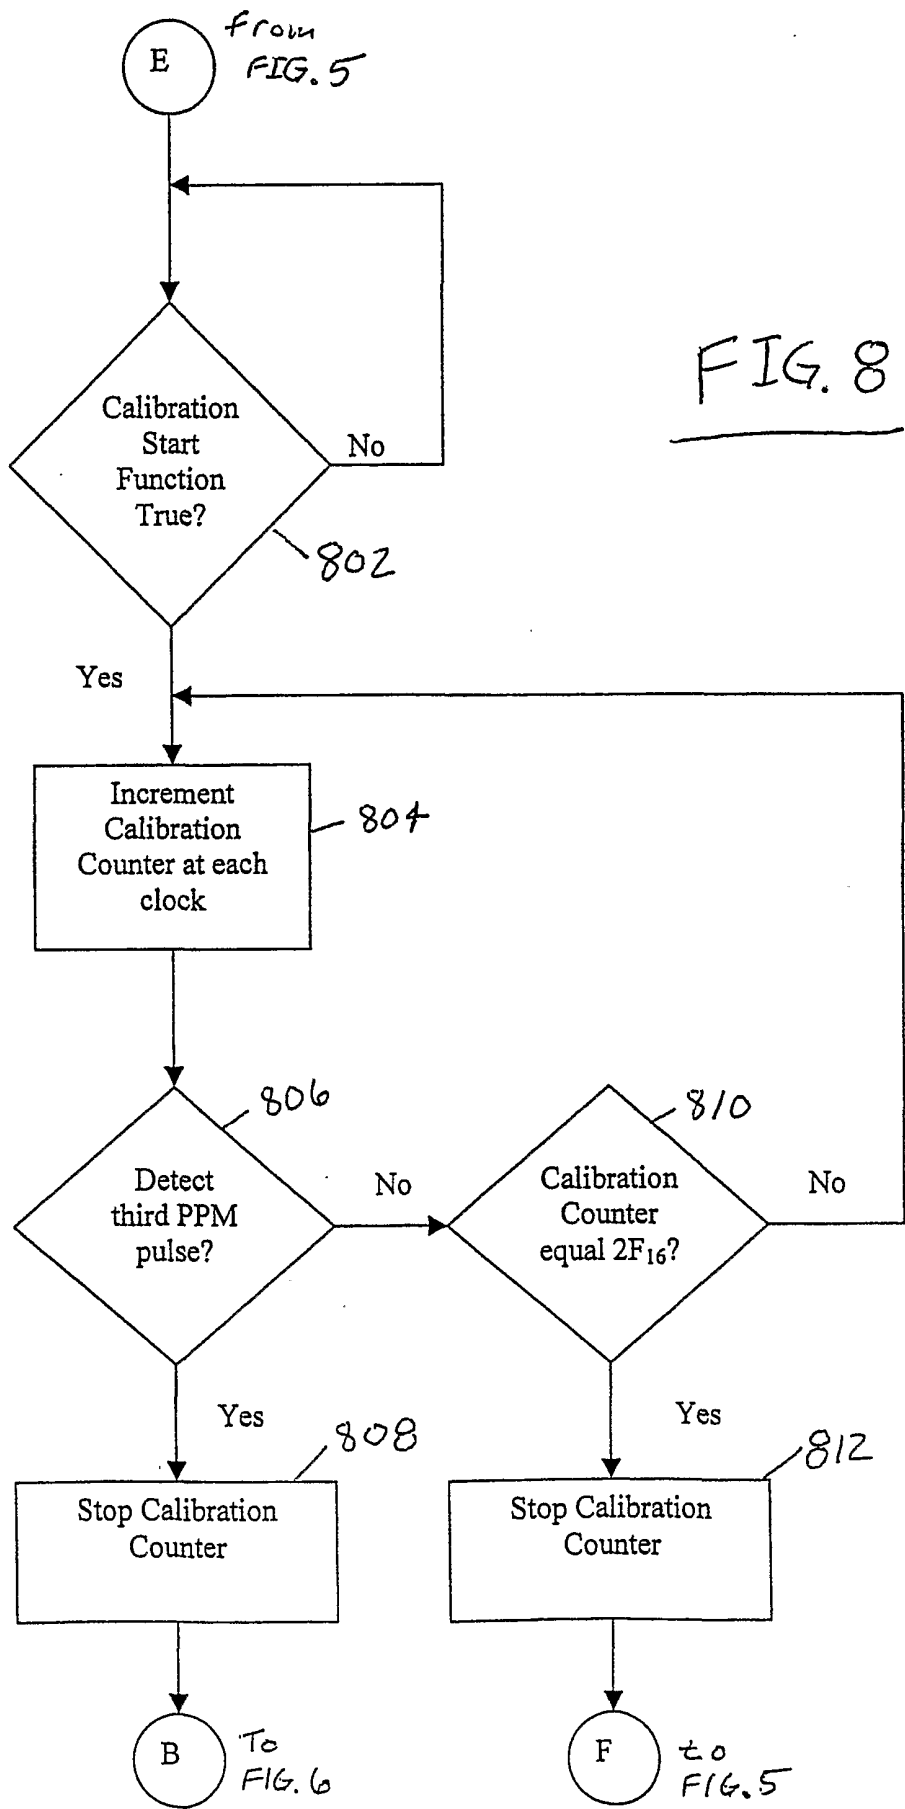 E
from
FIG. 5
FIG. 8
Calibration
Start
Function
True?
No
802
Yes
Increment
Calibration
Counter at each
clock
804
806
Detect
third PPM
pulse?
No
810
Calibration
Counter
equal 2F₁₆?
No
Yes
808
Stop Calibration
Counter
Yes
812
Stop Calibration
Counter
B
To
FIG. 6
F
to
FIG. 5